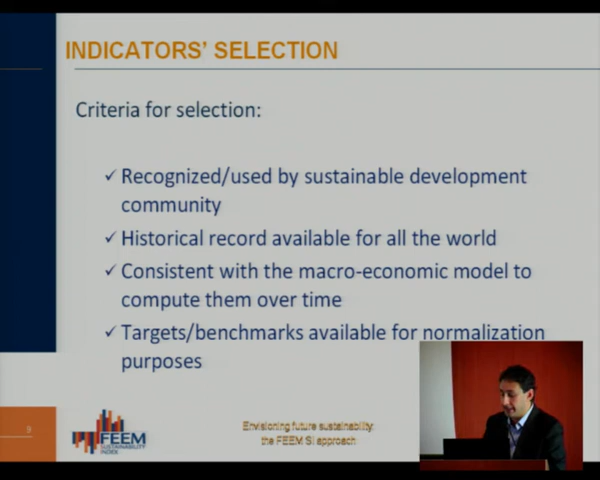 INDICATORS' SELECTION
Criteria for selection:
✓ Recognized/used by sustainable development
community
✓ Historical record available for all the world
✓ Consistent with the macro-economic model to
compute them over time
✓ Targets/benchmarks available for normalization
purposes
9
FEEM
SUSTAINABILITY
INDEX
Envisioning future sustainability:
the FEEM SI approach